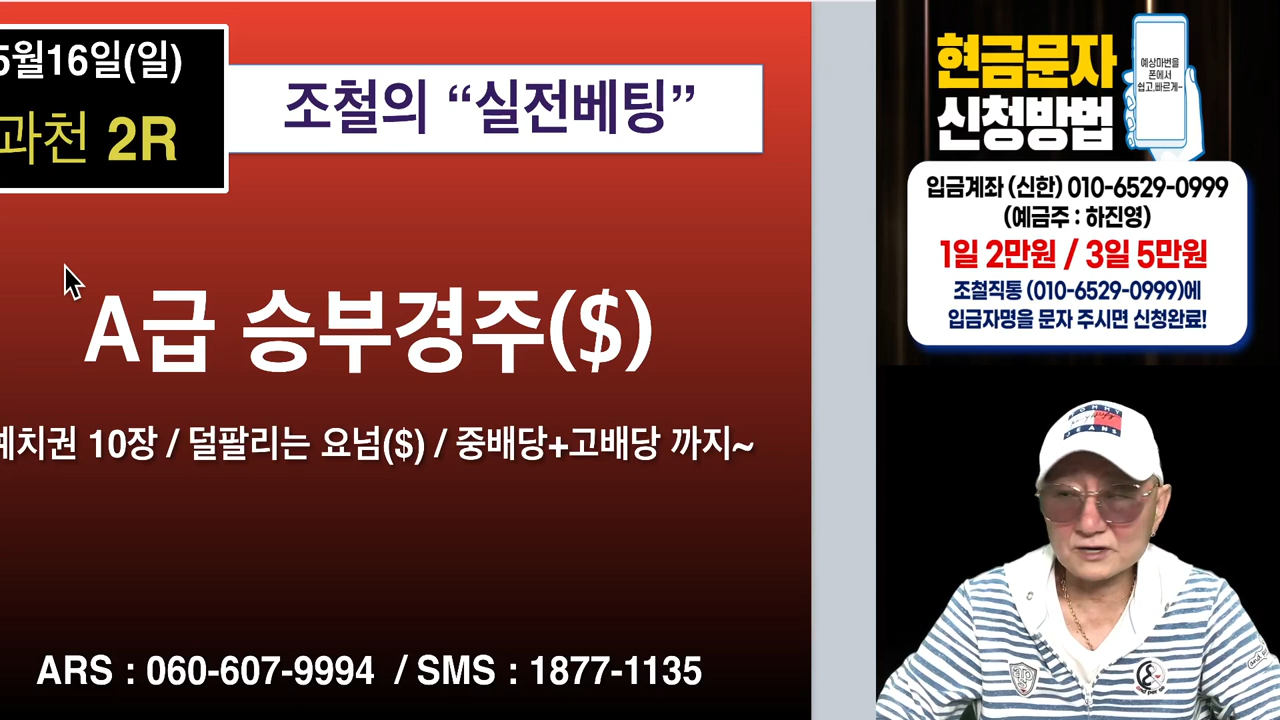 5월16일(일)
과천 2R
조철의 “실전베팅”
A급 승부경주($)
예치권 10장 / 덜팔리는 요넘($) / 중배당+고배당 까지~
ARS : 060-607-9994 / SMS : 1877-1135
현금문자
신청방법
예상마번을
폰에서
쉽고,빠르게~
입금계좌 (신한) 010-6529-0999
(예금주 : 하진영)
1일 2만원 / 3일 5만원
조철직통 (010-6529-0999)에
입금자명을 문자 주시면 신청완료!
TOMMY
JEANS